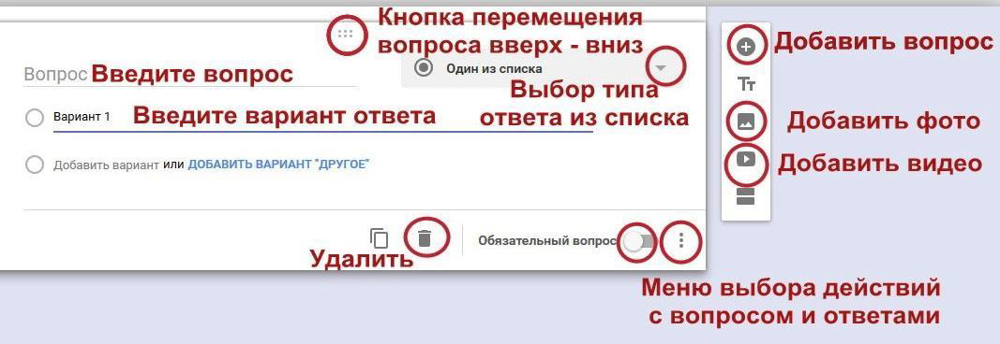 Кнопка перемещения
вопроса вверх - вниз
Добавить вопрос
Вопрос Введите вопрос
Один из списка
Tт
Выбор типа
ответа из списка
Вариант 1 Введите вариант ответа
Добавить фото
Добавить вариант или ДОБАВИТЬ ВАРИАНТ "ДРУГОЕ"
Добавить видео
Обязательный вопрос
Удалить
Меню выбора действий
с вопросом и ответами